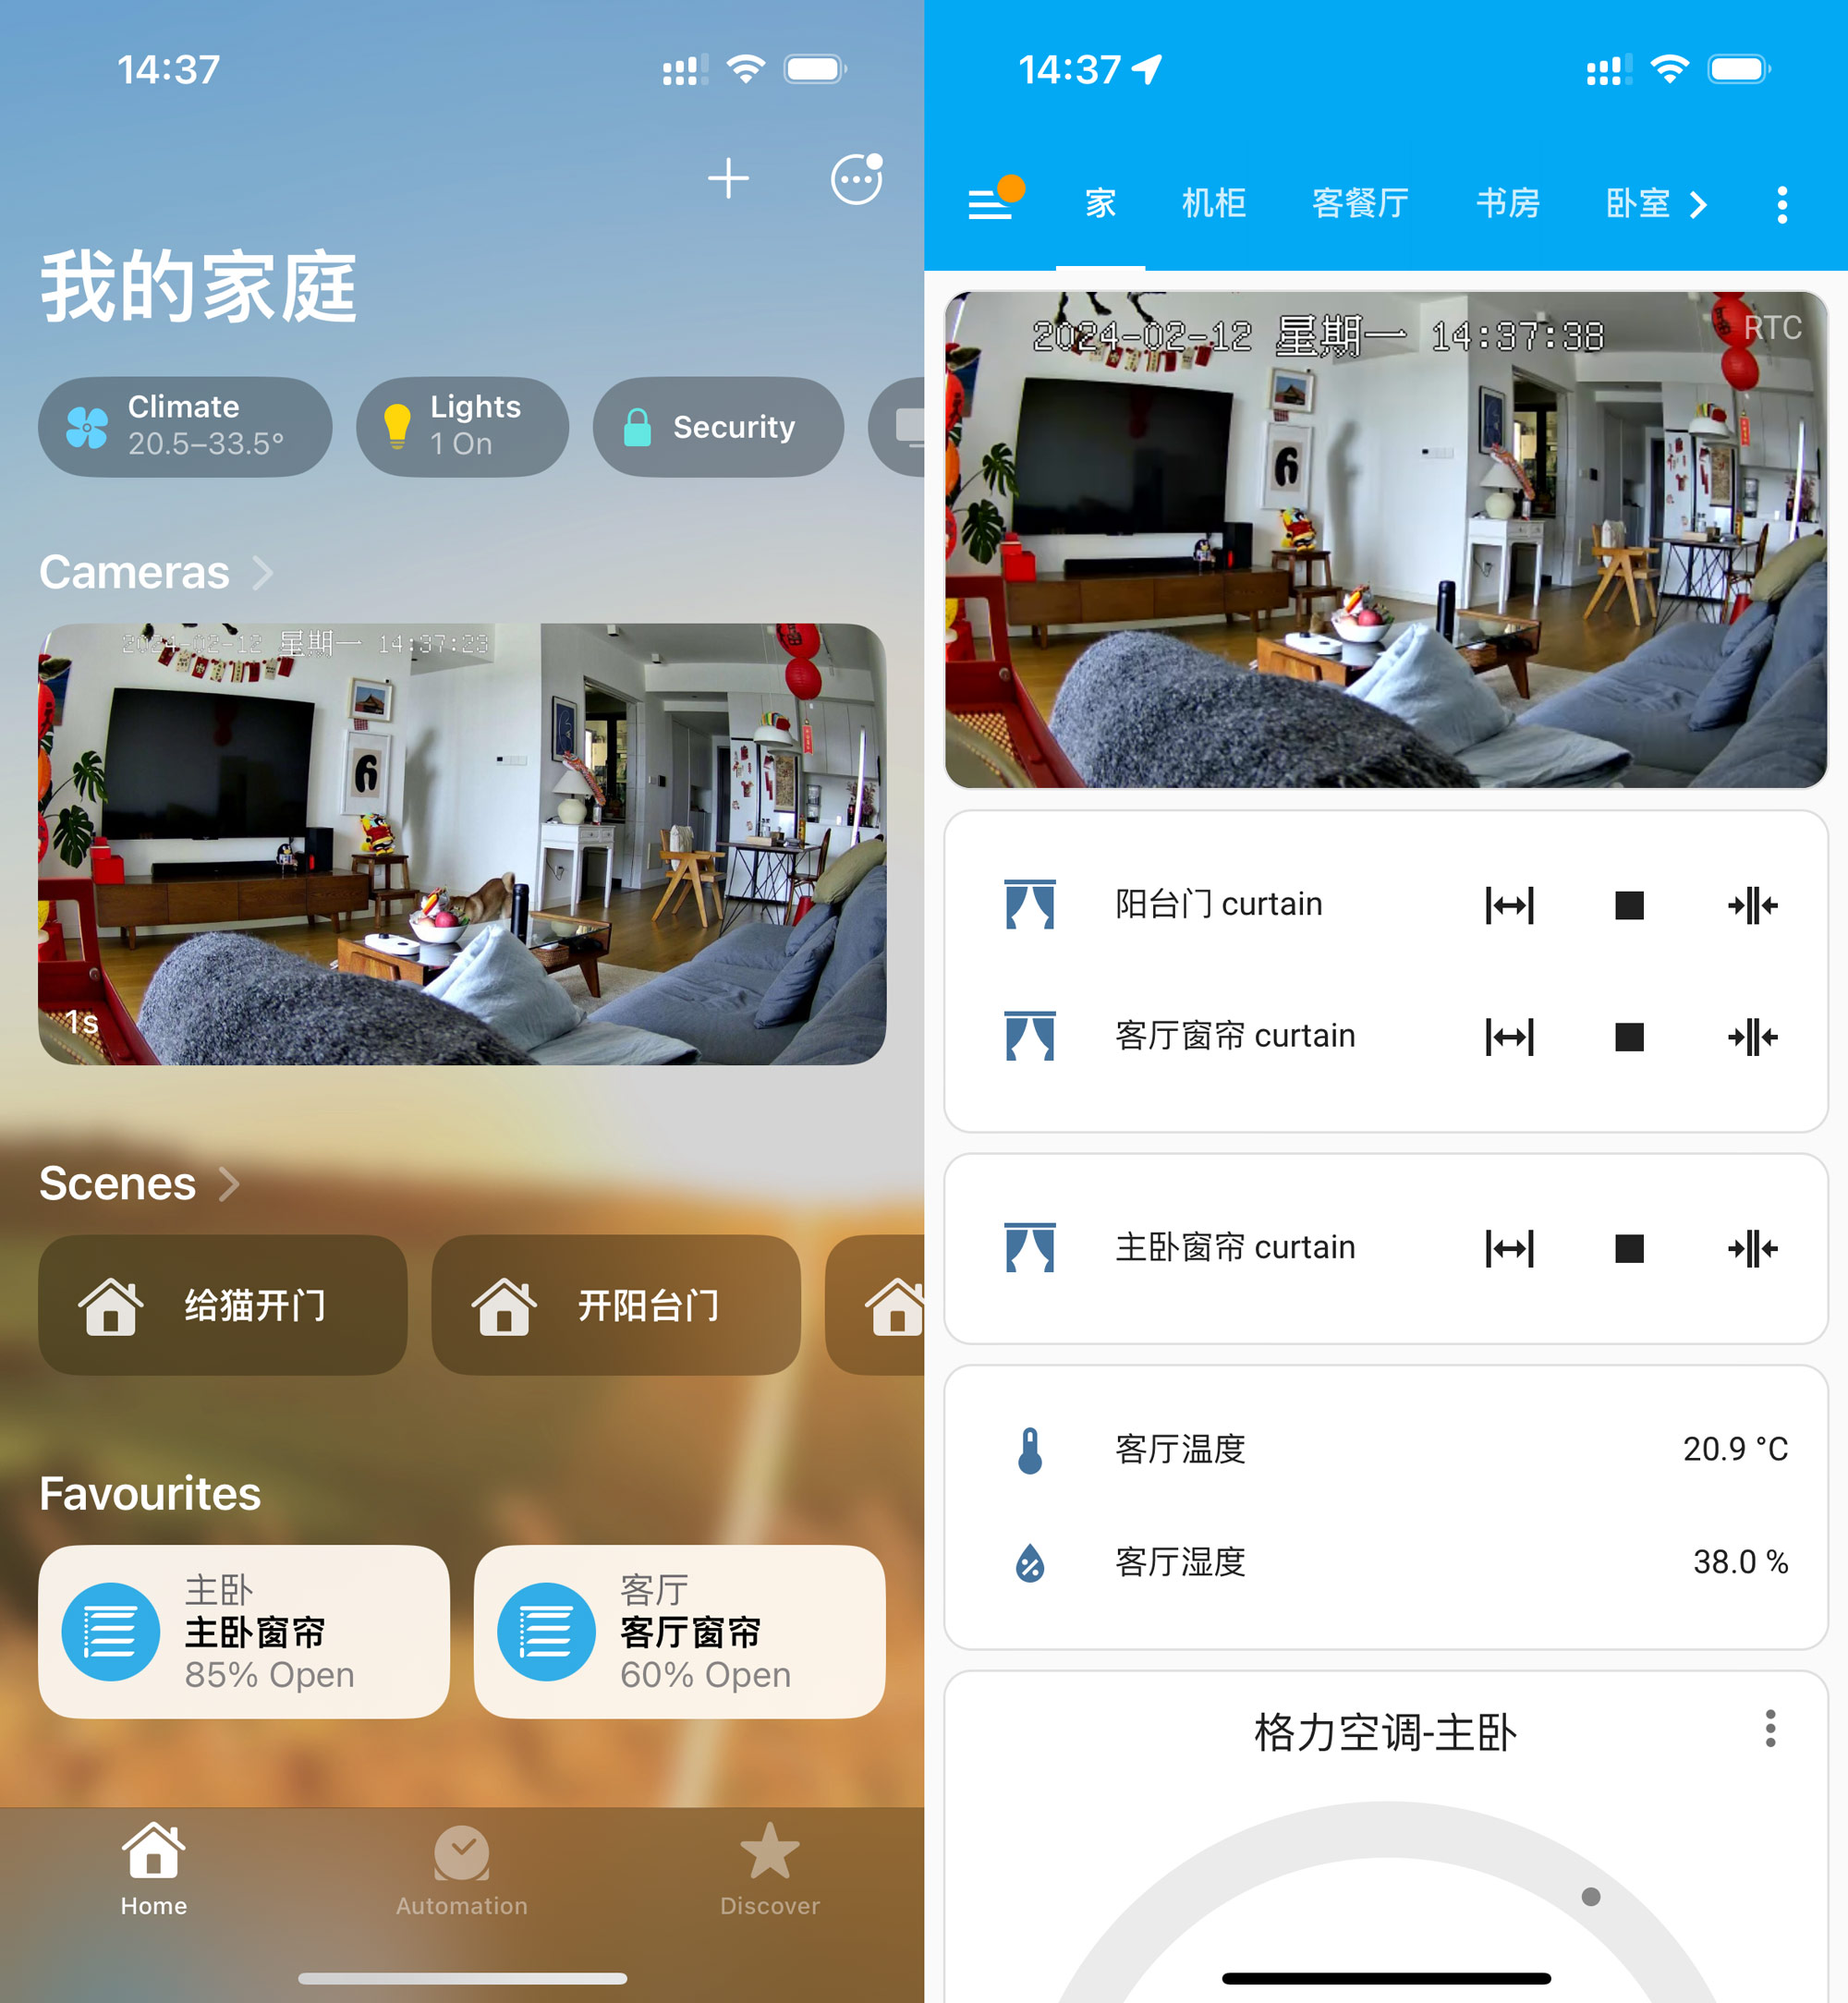 14:37
我的家庭
Climate
20.5–33.5°
Lights
1 On
Security
Cameras
2024-02-12 星期一 14:37:23
6
1s
Scenes
给猫开门
开阳台门
Favourites
主卧
主卧窗帘
85% Open
客厅
客厅窗帘
60% Open
Home
Automation
Discover
14:37
家
机柜
客餐厅
书房
卧室
2024-02-12 星期一 14:37:38
RTC
6
阳台门 curtain
客厅窗帘 curtain
主卧窗帘 curtain
客厅温度
20.9 °C
客厅湿度
38.0 %
格力空调-主卧